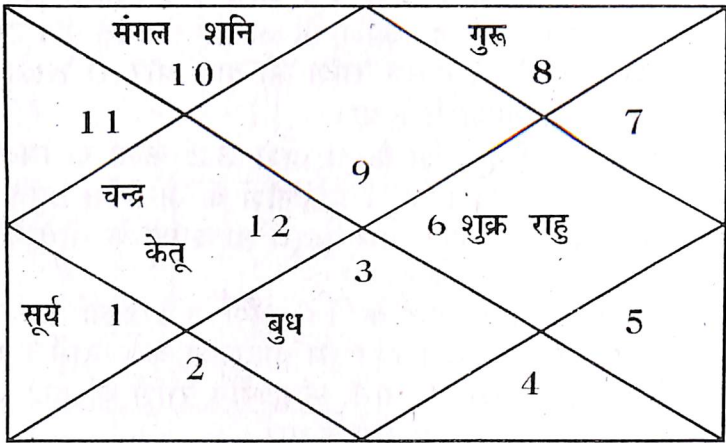 मंगल शनि गुरू
10 8
11 7
9
चन्द्र
12 6 शुक्र राहु
केतू
3
सूर्य 1 बुध 5
2 4